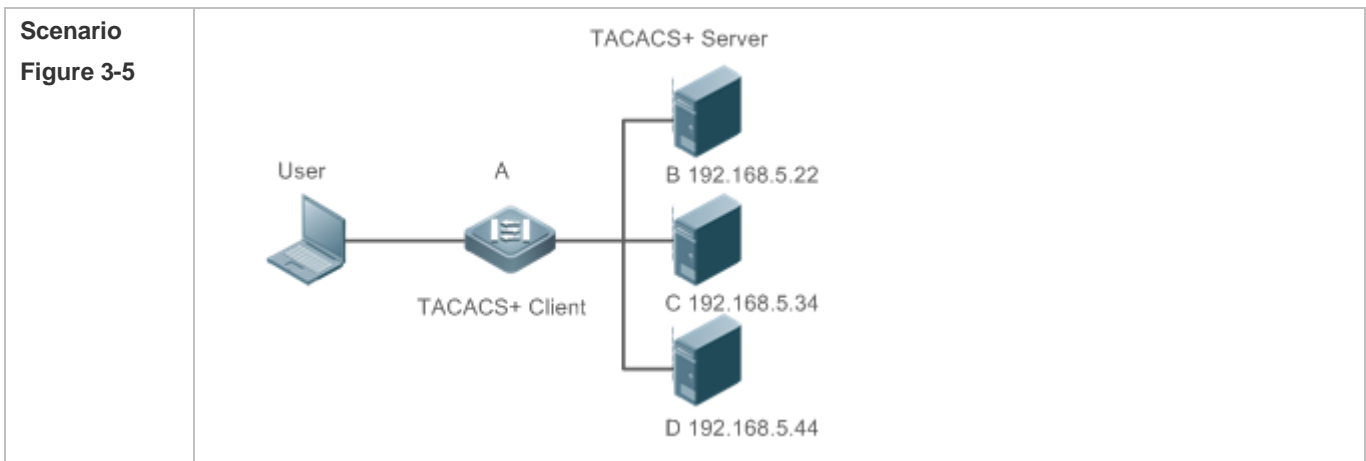 Scenario
Figure 3-5
TACACS+ Server
User
A
B 192.168.5.22
TACACS+ Client
C 192.168.5.34
D 192.168.5.44